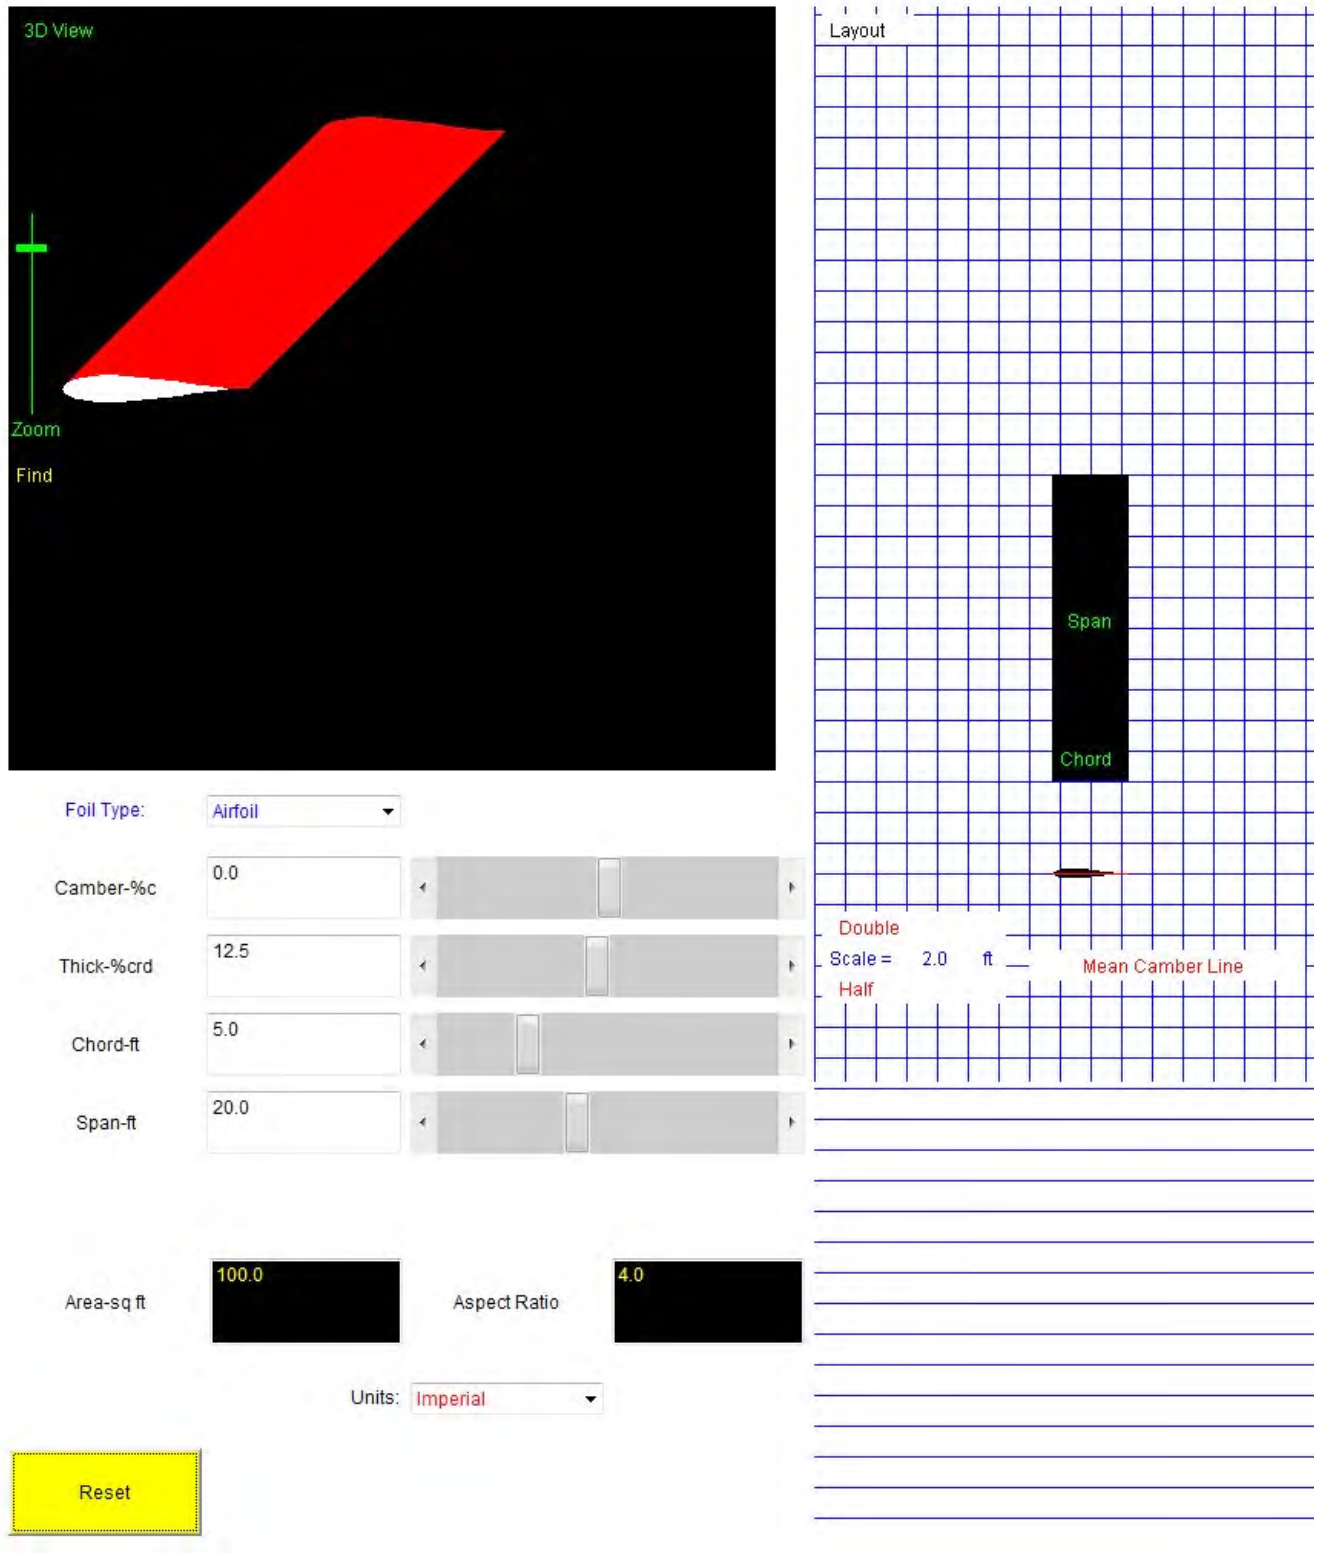 3D View
Layout
Zoom
Find
Span
Chord
Foil Type: Airfoil
Camber-%c 0.0
Thick-%crd 12.5
Chord-ft 5.0
Span-ft 20.0
Double
Scale = 2.0 ft
Half
Mean Camber Line
Area-sq ft 100.0 Aspect Ratio 4.0
Units: Imperial
Reset